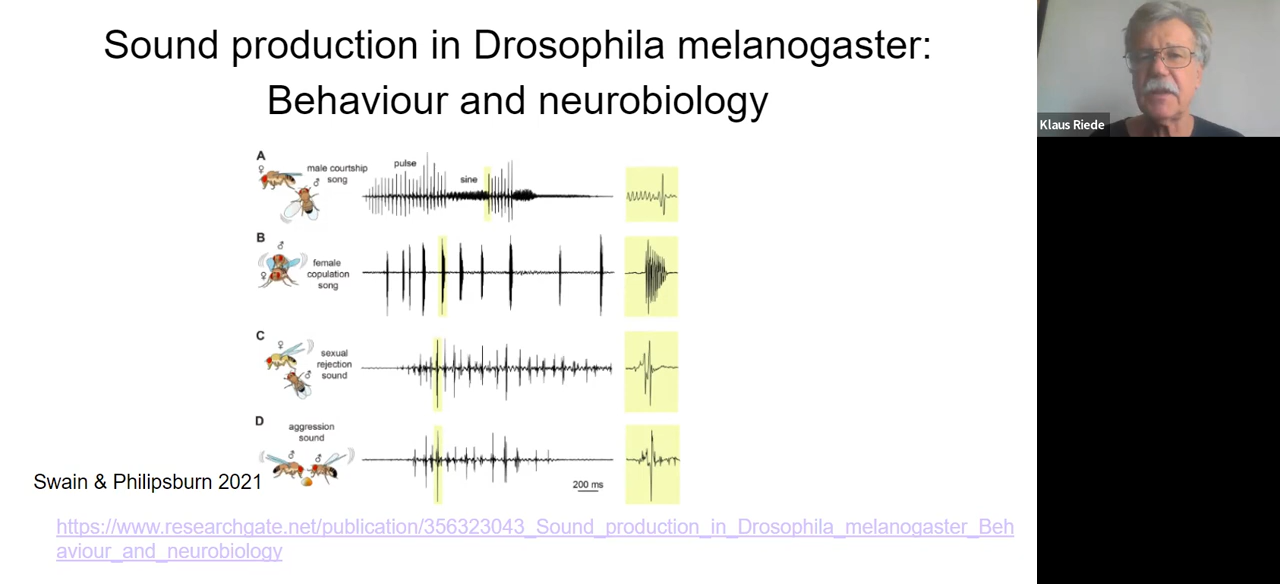 Sound production in Drosophila melanogaster:
Behaviour and neurobiology
Klaus Riede
A
♀
♂
male courtship
song
pulse
sine
B
♂
♀
female
copulation
song
C
♀
♂
sexual
rejection
sound
D
aggression
sound
♂
♂
200 ms
Swain & Philipsburn 2021
https://www.researchgate.net/publication/356323043_Sound_production_in_Drosophila_melanogaster_Beh
aviour_and_neurobiology